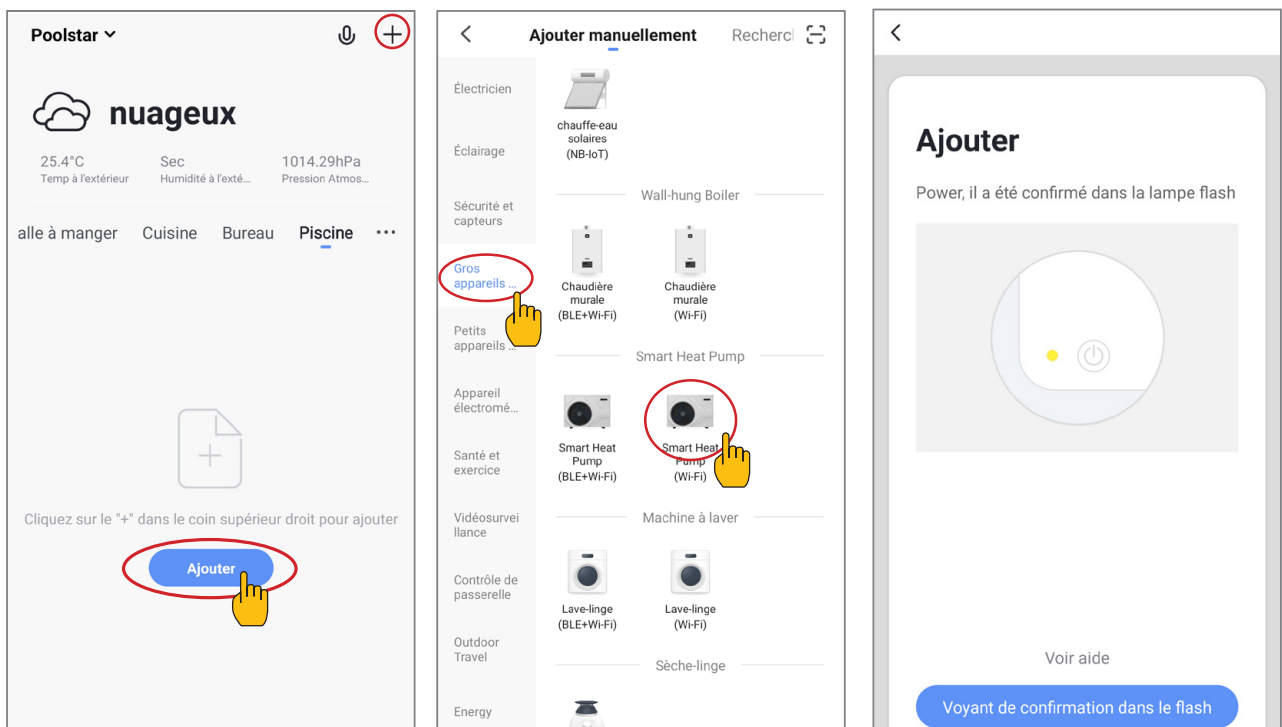 Poolstar
nuageux
25.4°C
Sec
1014.29hPa
Temp à l'extérieur
Humidité à l'exté...
Pression Atmos...
alle à manger
Cuisine
Bureau
Piscine
Cliquez sur le "+" dans le coin supérieur droit pour ajouter
Ajouter
Ajouter manuellement
Recherc
Électricien
Éclairage
Sécurité et
capteurs
Gros
appareils ...
Petits
appareils ...
Appareil
électromé...
Santé et
exercice
Vidéosurvei
llance
Contrôle de
passerelle
Outdoor
Travel
Energy
chauffe-eau
solaires
(NB-IoT)
Wall-hung Boiler
Chaudière
murale
(BLE+Wi-Fi)
Chaudière
murale
(Wi-Fi)
Smart Heat Pump
Smart Heat
Pump
(BLE+Wi-Fi)
Smart Heat
Pump
(Wi-Fi)
Machine à laver
Lave-linge
(BLE+Wi-Fi)
Lave-linge
(Wi-Fi)
Sèche-linge
Ajouter
Power, il a été confirmé dans la lampe flash
Voir aide
Voyant de confirmation dans le flash